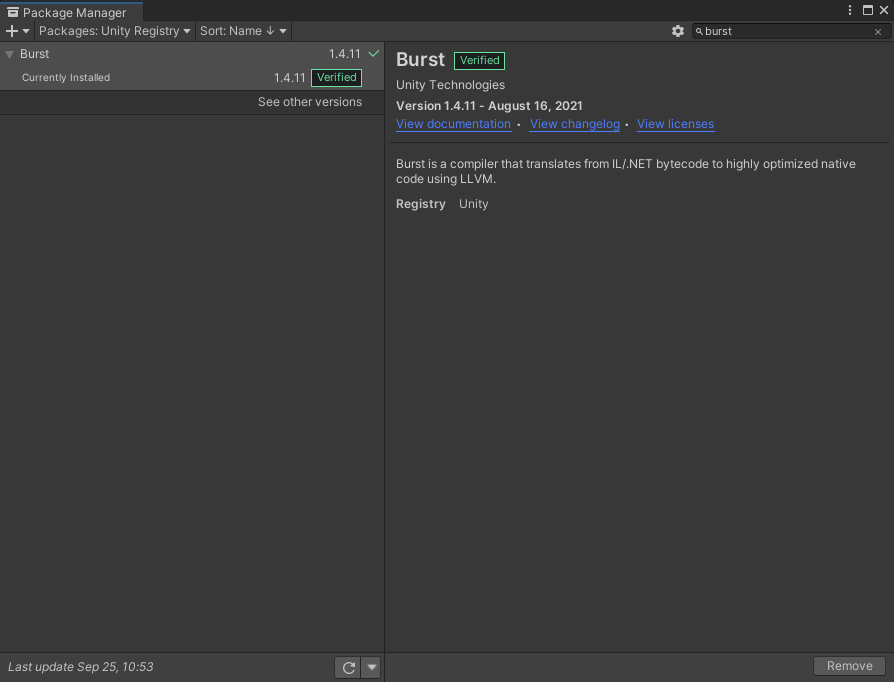 Package Manager
Packages: Unity Registry Sort: Name ↓ burst
Burst 1.4.11
Currently Installed 1.4.11 Verified
See other versions
Burst Verified
Unity Technologies
Version 1.4.11 - August 16, 2021
View documentation • View changelog • View licenses
Burst is a compiler that translates from IL/.NET bytecode to highly optimized native
code using LLVM.
Registry Unity
Last update Sep 25, 10:53
Remove